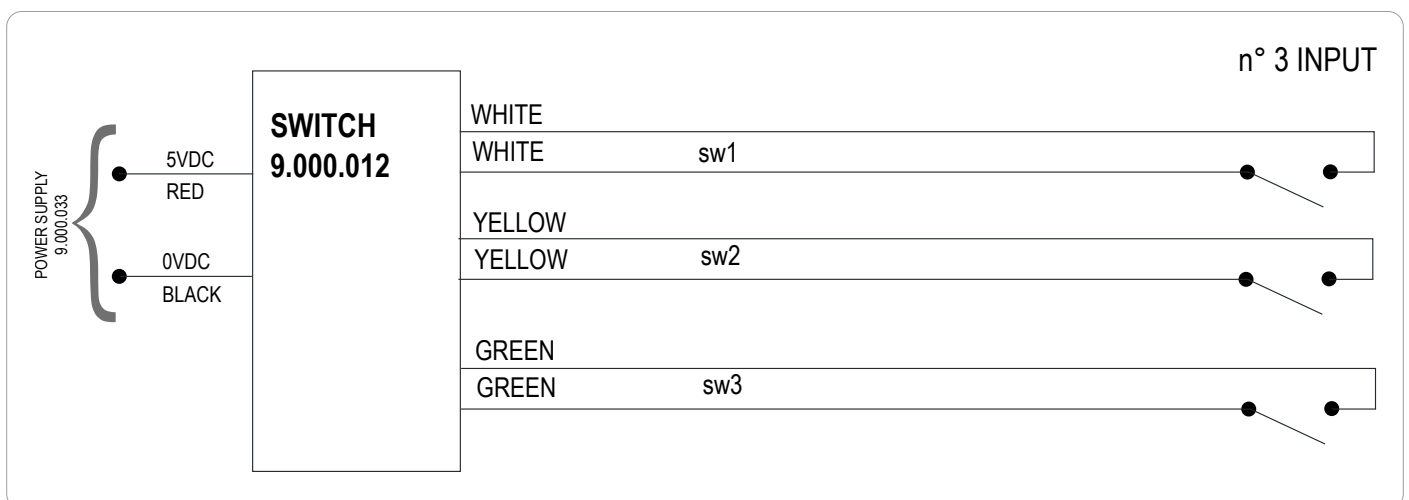 n° 3 INPUT
POWER SUPPLY
9.000.033
5VDC
RED
0VDC
BLACK
SWITCH
9.000.012
WHITE
WHITE
sw1
YELLOW
YELLOW
sw2
GREEN
GREEN
sw3